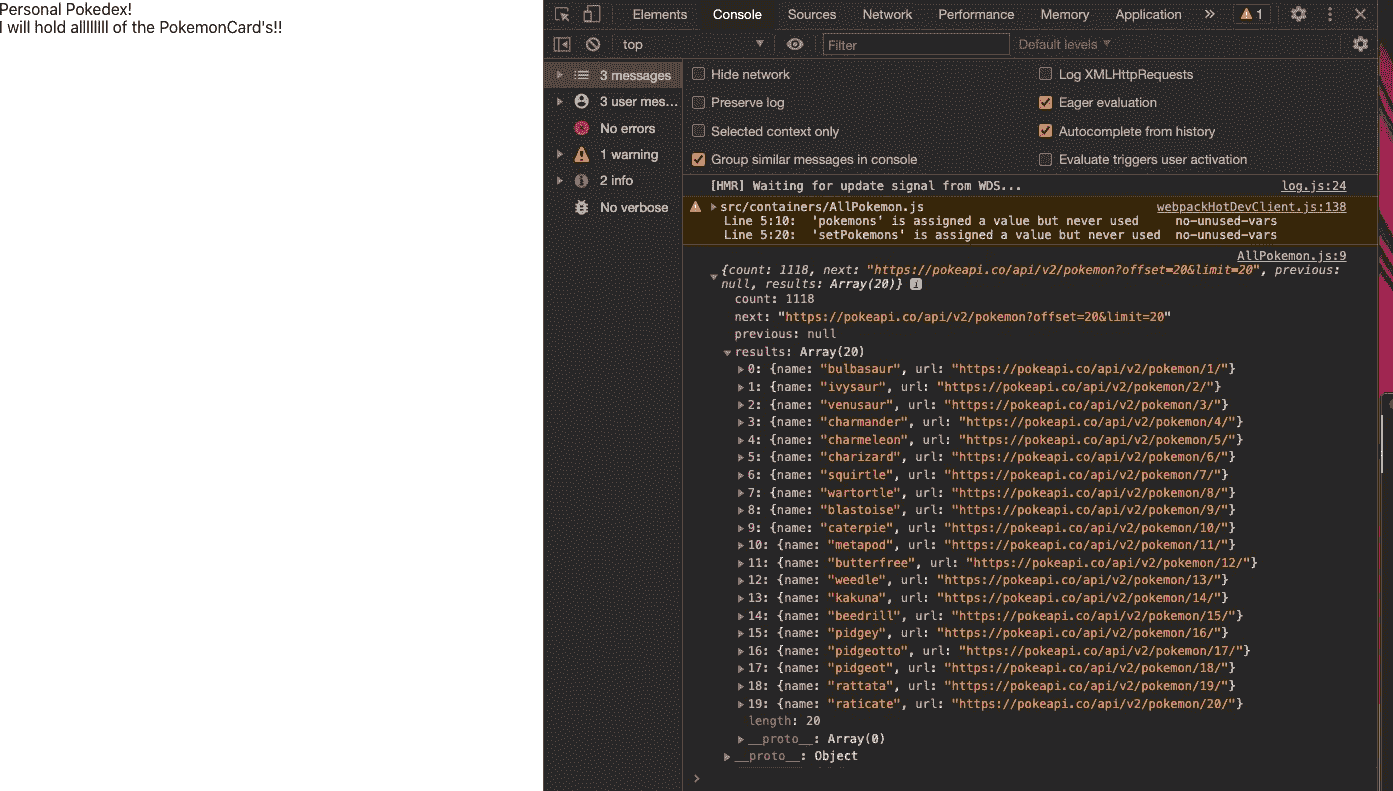 Personal Pokedex!
I will hold allllllll of the PokemonCard's!!
Elements Console Sources Network Performance Memory Application » 1
top Filter Default levels
3 messages
3 user mes...
No errors
1 warning
2 info
No verbose
Hide network Log XMLHttpRequests
Preserve log Eager evaluation
Selected context only Autocomplete from history
Group similar messages in console Evaluate triggers user activation
[HMR] Waiting for update signal from WDS... log.js:24
src/containers/AllPokemon.js webpackHotDevClient.js:138
Line 5:10: 'pokemons' is assigned a value but never used no-unused-vars
Line 5:20: 'setPokemons' is assigned a value but never used no-unused-vars
AllPokemon.js:9
{count: 1118, next: "https://pokeapi.co/api/v2/pokemon?offset=20&limit=20", previous:
null, results: Array(20)} i
count: 1118
next: "https://pokeapi.co/api/v2/pokemon?offset=20&limit=20"
previous: null
results: Array(20)
0: {name: "bulbasaur", url: "https://pokeapi.co/api/v2/pokemon/1/"}
1: {name: "ivysaur", url: "https://pokeapi.co/api/v2/pokemon/2/"}
2: {name: "venusaur", url: "https://pokeapi.co/api/v2/pokemon/3/"}
3: {name: "charmander", url: "https://pokeapi.co/api/v2/pokemon/4/"}
4: {name: "charmeleon", url: "https://pokeapi.co/api/v2/pokemon/5/"}
5: {name: "charizard", url: "https://pokeapi.co/api/v2/pokemon/6/"}
6: {name: "squirtle", url: "https://pokeapi.co/api/v2/pokemon/7/"}
7: {name: "wartortle", url: "https://pokeapi.co/api/v2/pokemon/8/"}
8: {name: "blastoise", url: "https://pokeapi.co/api/v2/pokemon/9/"}
9: {name: "caterpie", url: "https://pokeapi.co/api/v2/pokemon/10/"}
10: {name: "metapod", url: "https://pokeapi.co/api/v2/pokemon/11/"}
11: {name: "butterfree", url: "https://pokeapi.co/api/v2/pokemon/12/"}
12: {name: "weedle", url: "https://pokeapi.co/api/v2/pokemon/13/"}
13: {name: "kakuna", url: "https://pokeapi.co/api/v2/pokemon/14/"}
14: {name: "beedrill", url: "https://pokeapi.co/api/v2/pokemon/15/"}
15: {name: "pidgey", url: "https://pokeapi.co/api/v2/pokemon/16/"}
16: {name: "pidgeotto", url: "https://pokeapi.co/api/v2/pokemon/17/"}
17: {name: "pidgeot", url: "https://pokeapi.co/api/v2/pokemon/18/"}
18: {name: "rattata", url: "https://pokeapi.co/api/v2/pokemon/19/"}
19: {name: "raticate", url: "https://pokeapi.co/api/v2/pokemon/20/"}
length: 20
__proto__: Array(0)
__proto__: Object